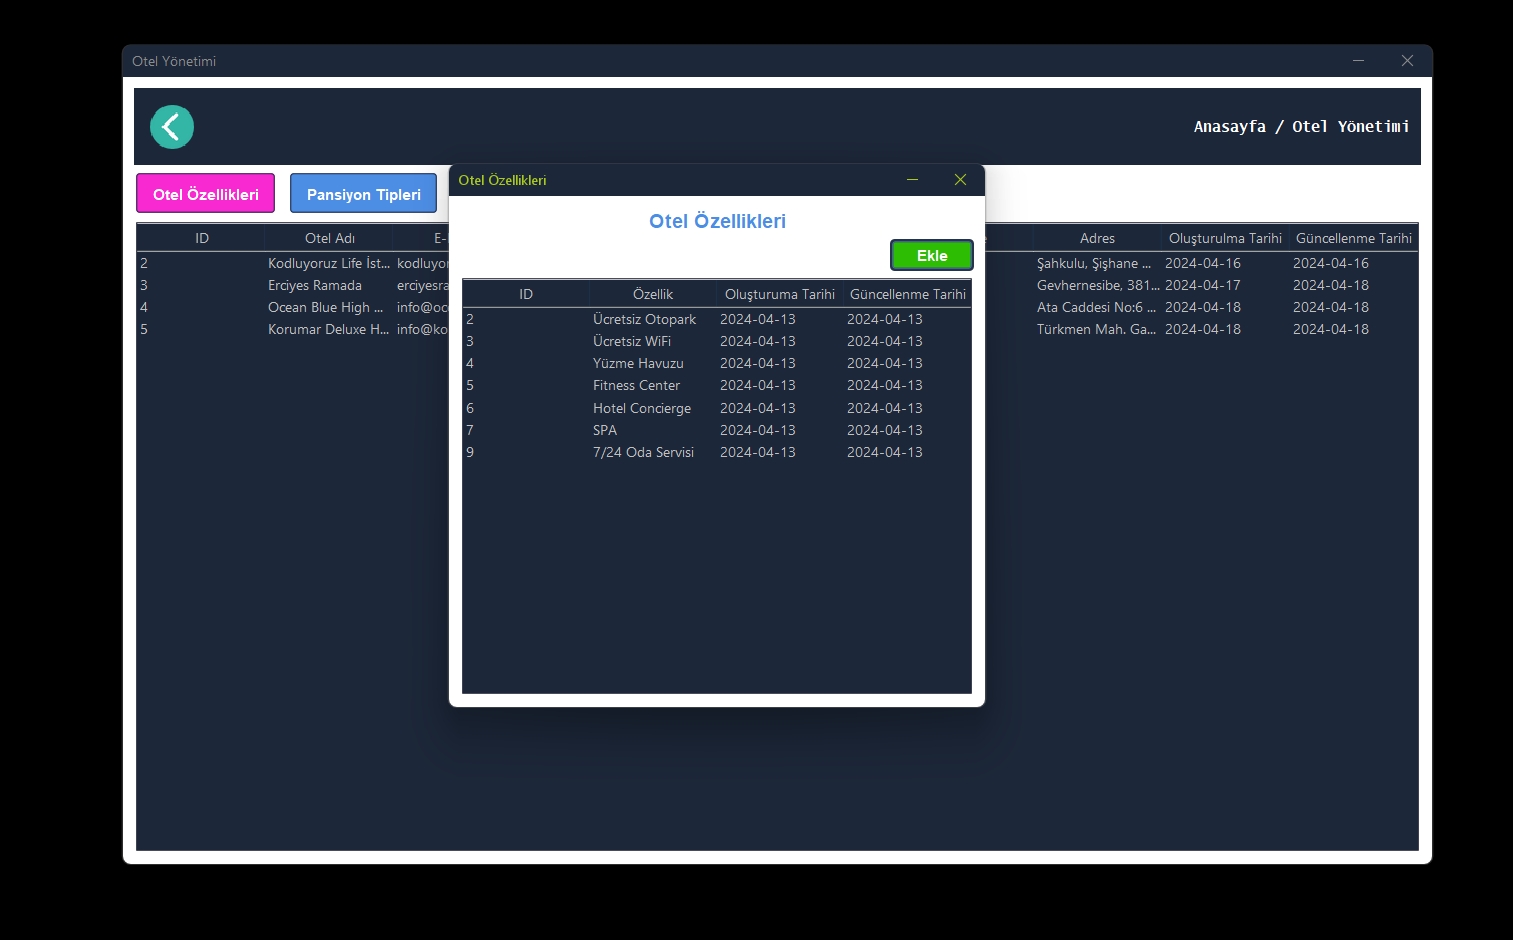 Otel Yönetimi
Anasayfa / Otel Yönetimi
Otel Özellikleri
Pansiyon Tipleri
ID Otel Adı Adres Oluşturulma Tarihi Güncellenme Tarihi
2 Kodluyoruz Life İst... Şahkulu, Şişhane ... 2024-04-16 2024-04-16
3 Erciyes Ramada Gevhernesibe, 381... 2024-04-17 2024-04-18
4 Ocean Blue High ... Ata Caddesi No:6 ... 2024-04-18 2024-04-18
5 Korumar Deluxe H... Türkmen Mah. Ga... 2024-04-18 2024-04-18
Otel Özellikleri
Otel Özellikleri
Ekle
ID Özellik Oluşturuma Tarihi Güncellenme Tarihi
2 Ücretsiz Otopark 2024-04-13 2024-04-13
3 Ücretsiz WiFi 2024-04-13 2024-04-13
4 Yüzme Havuzu 2024-04-13 2024-04-13
5 Fitness Center 2024-04-13 2024-04-13
6 Hotel Concierge 2024-04-13 2024-04-13
7 SPA 2024-04-13 2024-04-13
9 7/24 Oda Servisi 2024-04-13 2024-04-13